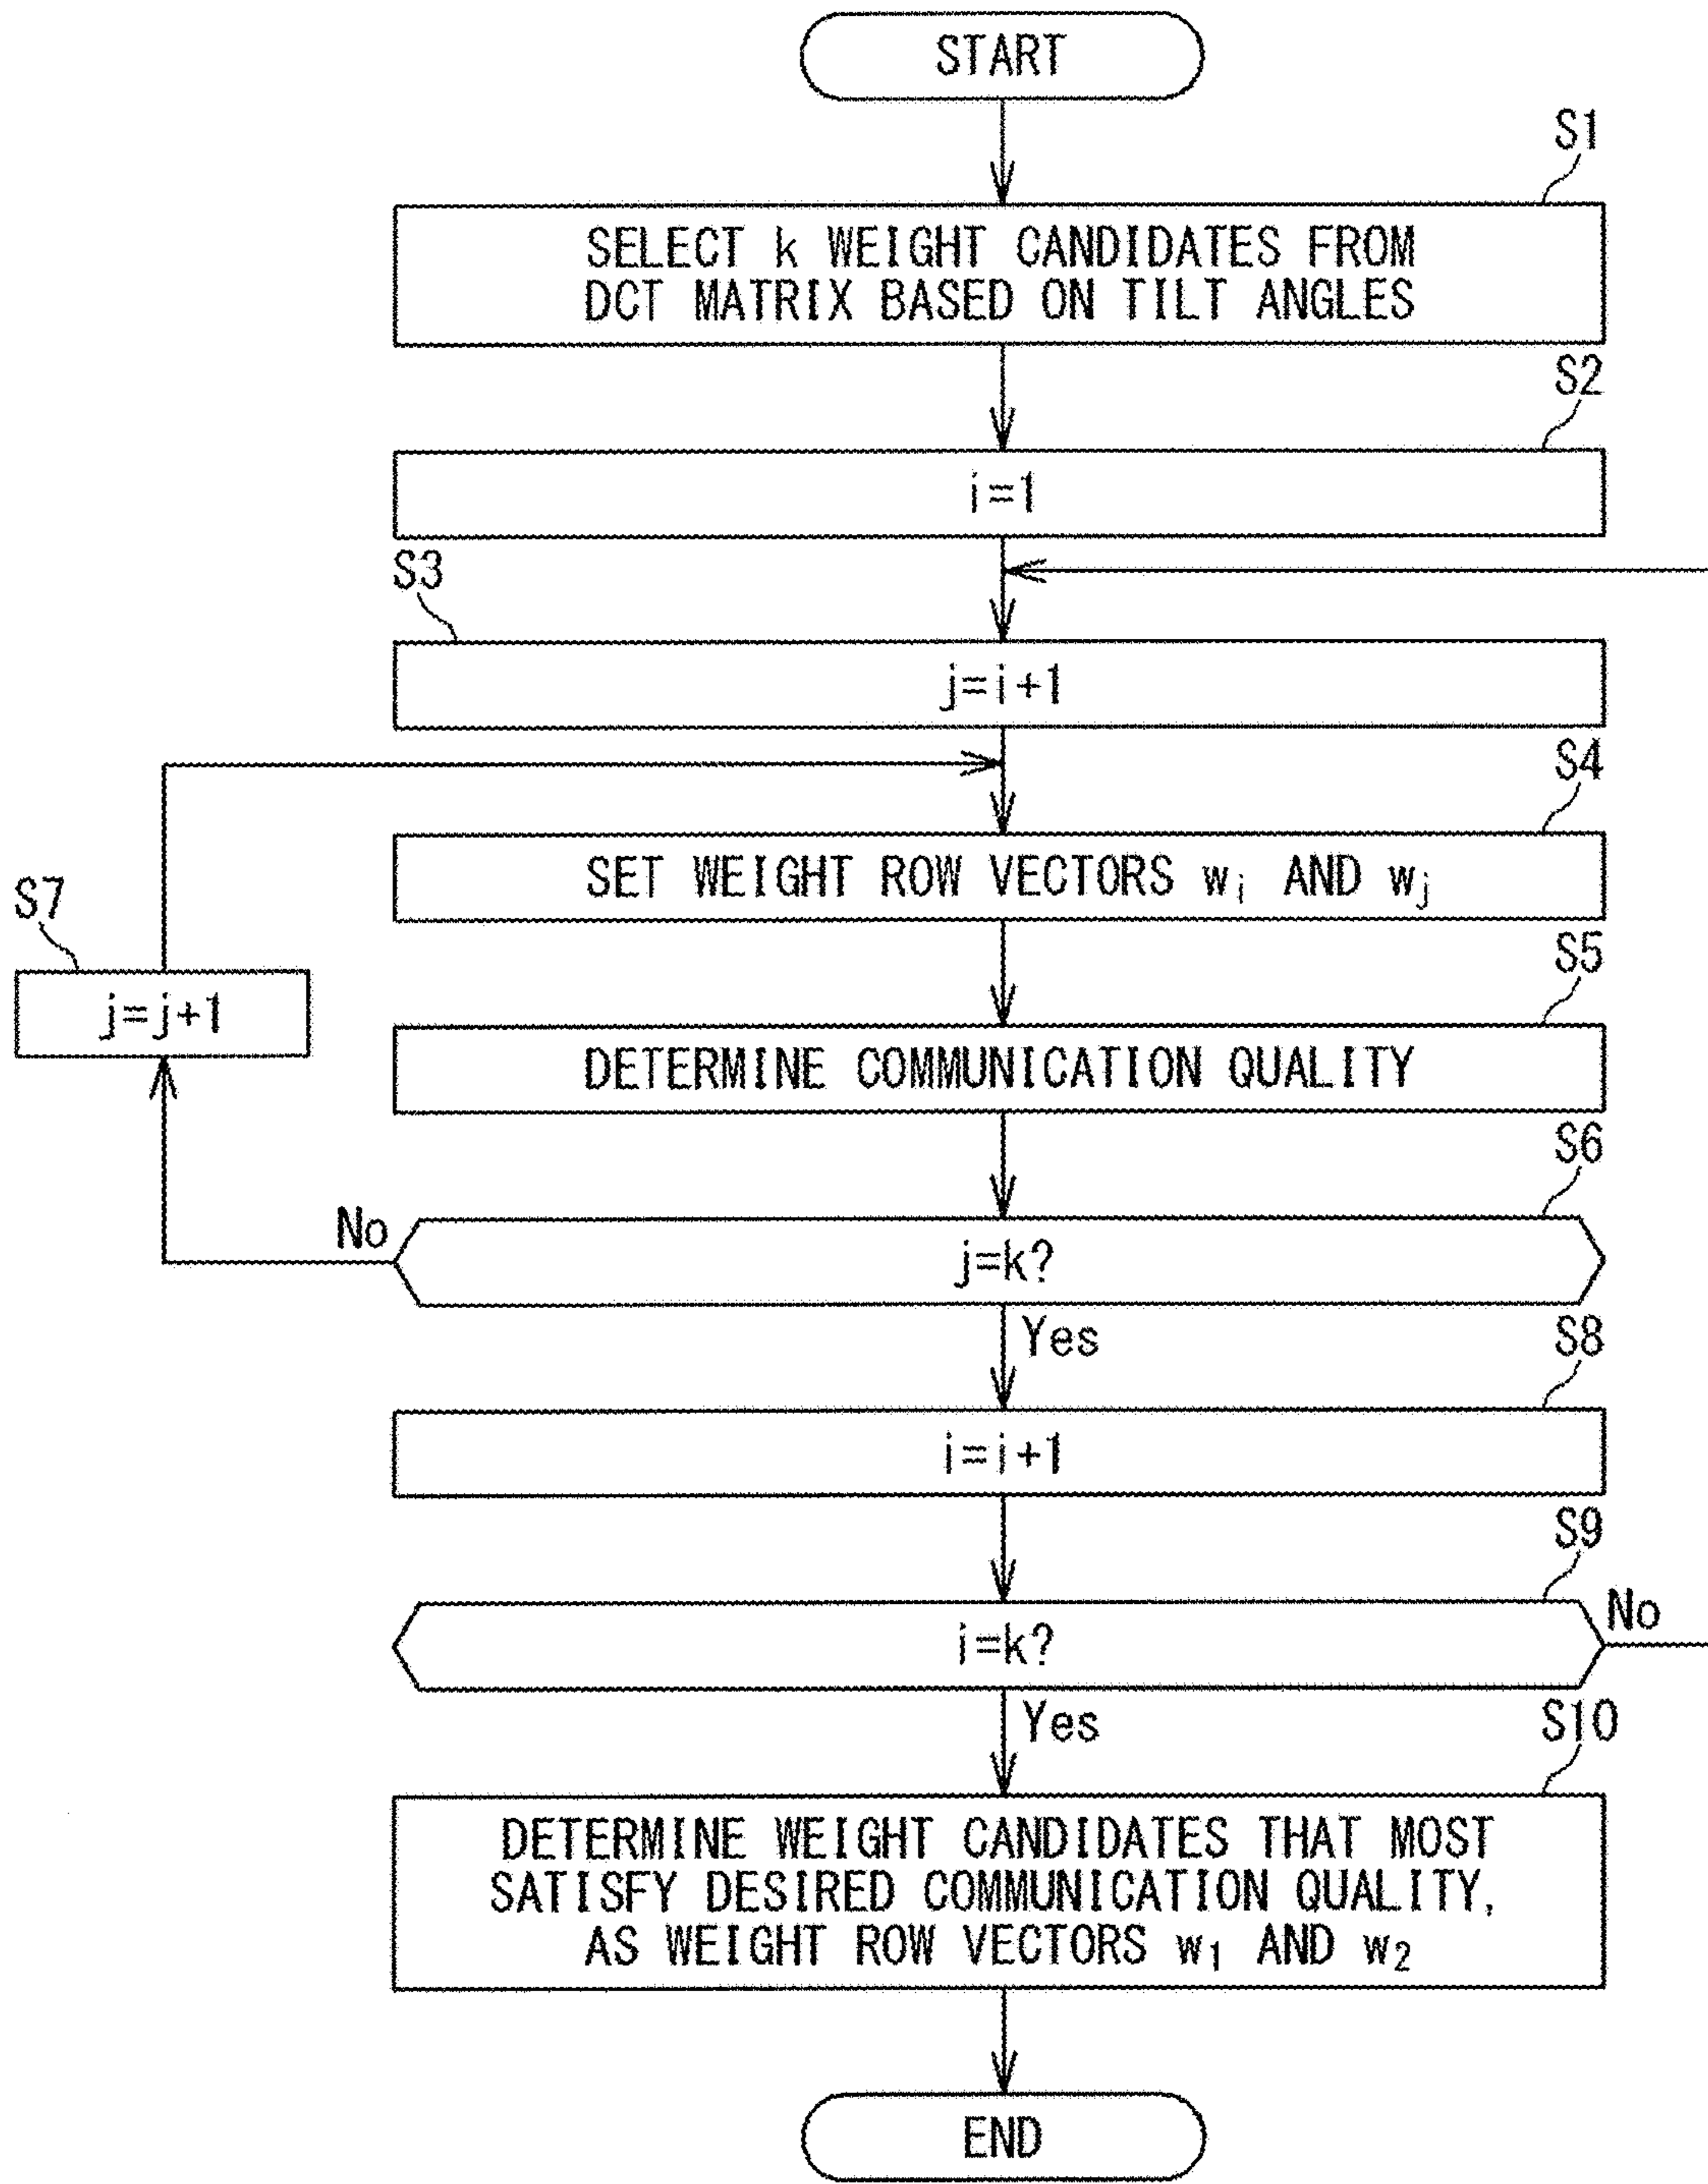 START
S1
SELECT k WEIGHT CANDIDATES FROM
DCT MATRIX BASED ON TILT ANGLES
S2
i=1
S3
j=i+1
S4
SET WEIGHT ROW VECTORS wᵢ AND wⱼ
S7
j=j+1
S5
DETERMINE COMMUNICATION QUALITY
S6
No
j=k?
Yes
S8
i=i+1
S9
No
i=k?
Yes
S10
DETERMINE WEIGHT CANDIDATES THAT MOST
SATISFY DESIRED COMMUNICATION QUALITY,
AS WEIGHT ROW VECTORS w₁ AND w₂
END